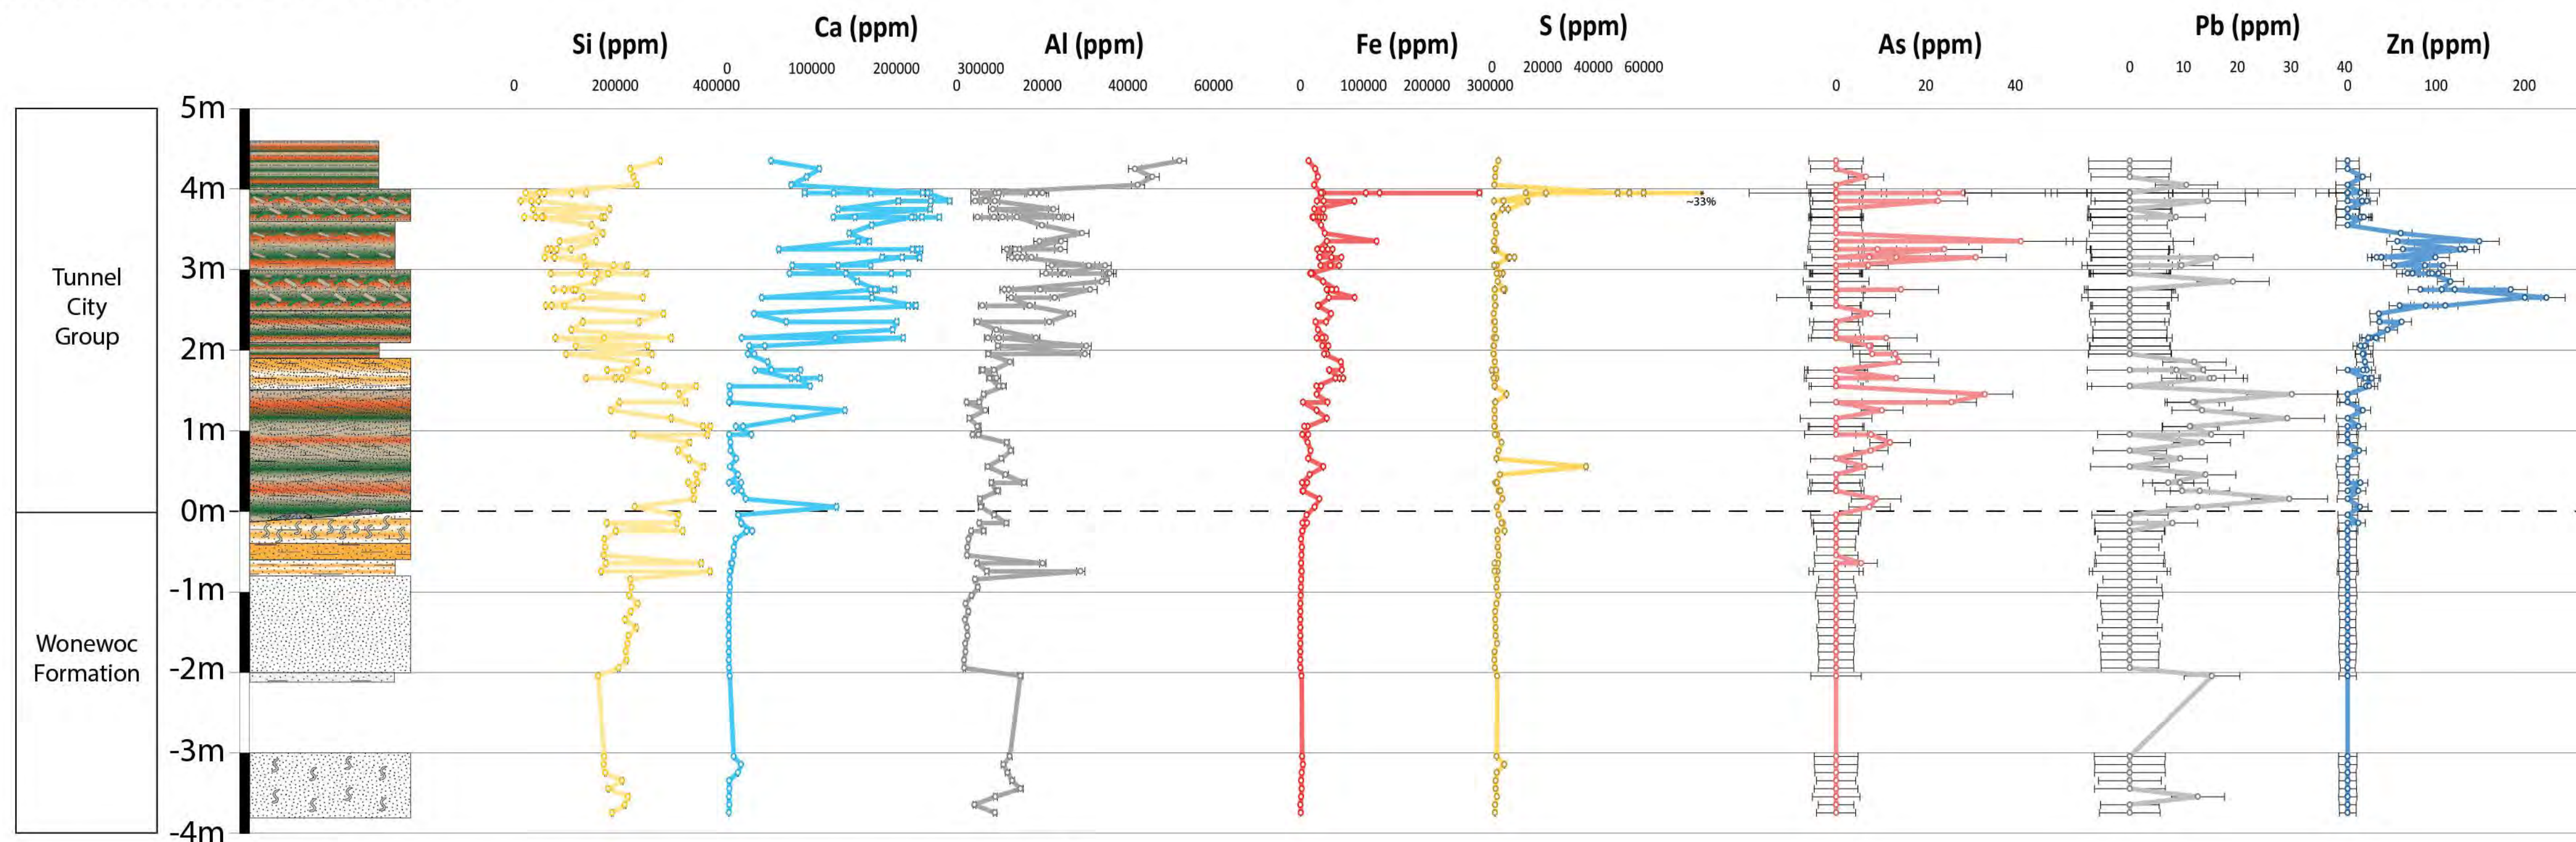 Si (ppm)
Ca (ppm)
Al (ppm)
Fe (ppm)
S (ppm)
As (ppm)
Pb (ppm)
Zn (ppm)
0 100000 200000 300000
0 20000 40000 60000
0 10 20 30 40
0 200000 400000
0 20000 40000 60000
0 100000 200000 300000
0 20 40
0 100 200
5m
4m
~33%
3m
Tunnel
City
Group
2m
1m
0m
-1m
Wonewoc
Formation
-2m
-3m
-4m